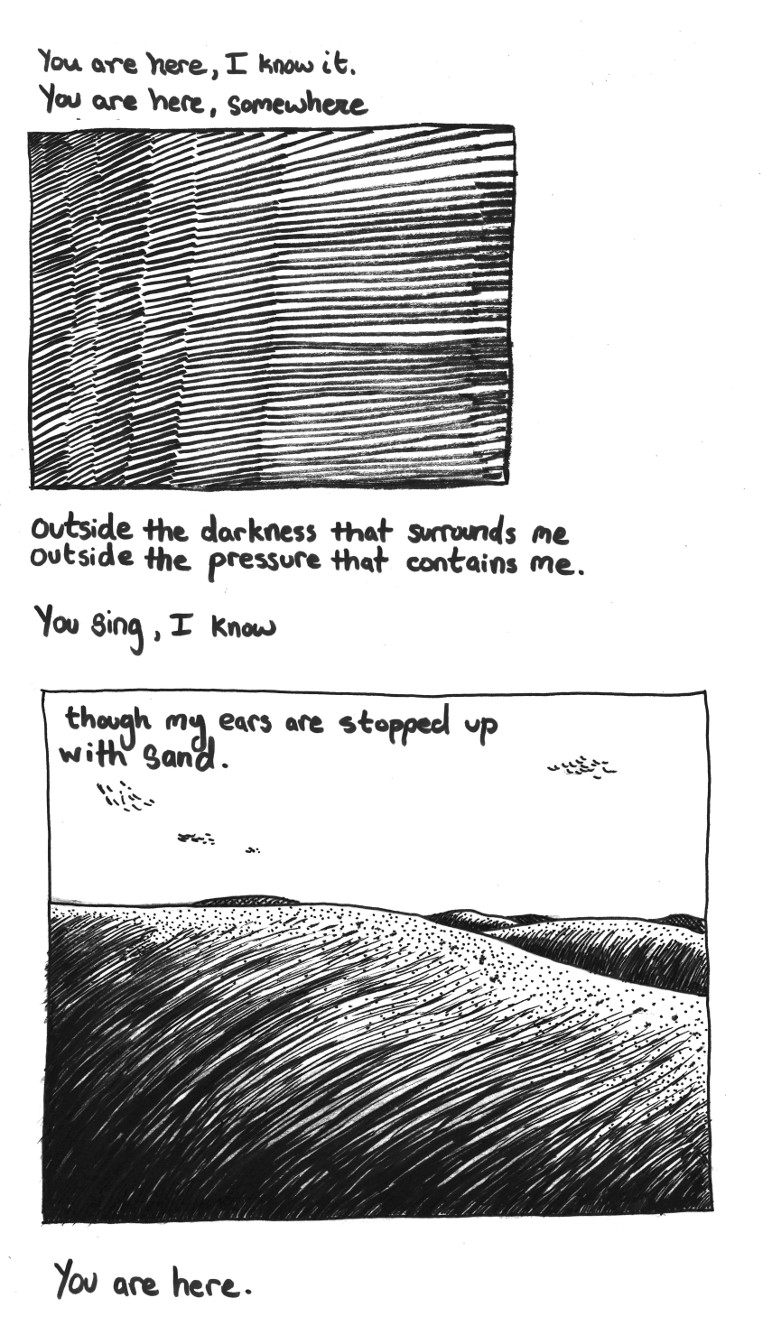 You are here, I know it.
You are here, somewhere
outside the darkness that surrounds me
outside the pressure that contains me.
You sing, I know
though my ears are stopped up
with sand.
You are here.